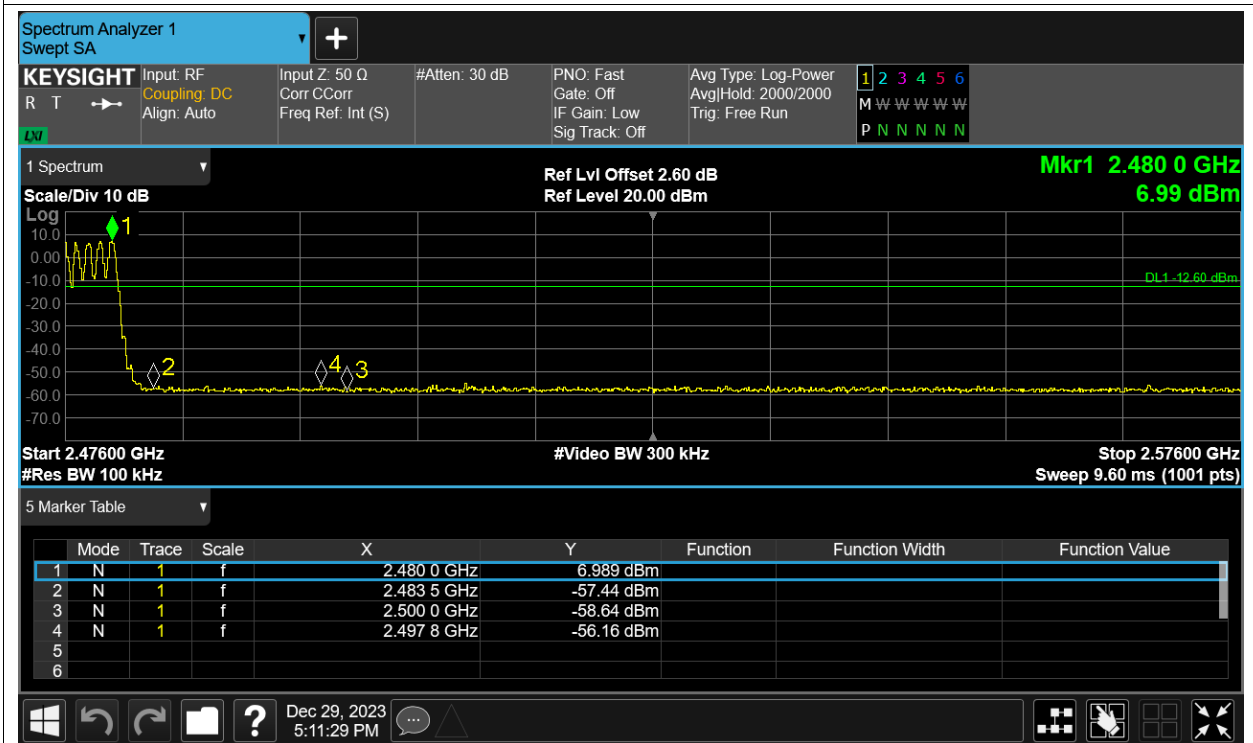 Spectrum Analyzer 1
Swept SA
KEYSIGHT Input: RF Input Z: 50 Ω #Atten: 30 dB PNO: Fast Avg Type: Log-Power 1 2 3 4 5 6
R T Coupling: DC Corr CCorr Gate: Off Avg|Hold: 2000/2000 M W W W W W
Align: Auto Freq Ref: Int (S) IF Gain: Low Trig: Free Run
LXI Sig Track: Off P N N N N N
1 Spectrum Ref Lvl Offset 2.60 dB Mkr1 2.480 0 GHz
Scale/Div 10 dB Ref Level 20.00 dBm 6.99 dBm
Log
1
10.0
0.00
-10.0 DL1 -12.60 dBm
-20.0
-30.0
-40.0
-50.0 2 4 3
-60.0
-70.0
Start 2.47600 GHz #Video BW 300 kHz Stop 2.57600 GHz
#Res BW 100 kHz Sweep 9.60 ms (1001 pts)
5 Marker Table
Mode Trace Scale X Y Function Function Width Function Value
1 N 1 f 2.480 0 GHz 6.989 dBm
2 N 1 f 2.483 5 GHz -57.44 dBm
3 N 1 f 2.500 0 GHz -58.64 dBm
4 N 1 f 2.497 8 GHz -56.16 dBm
5
6
? Dec 29, 2023
5:11:29 PM